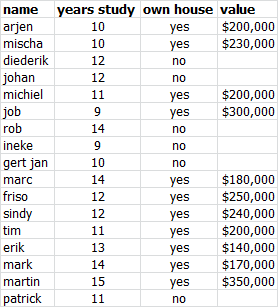 name years study own house value
arjen 10 yes $200,000
mischa 10 yes $230,000
diederik 12 no
johan 12 no
michiel 11 yes $200,000
job 9 yes $300,000
rob 14 no
ineke 9 no
gert jan 10 no
marc 14 yes $180,000
friso 12 yes $250,000
sindy 12 yes $240,000
tim 11 yes $200,000
erik 13 yes $140,000
mark 14 yes $170,000
martin 15 yes $350,000
patrick 11 no